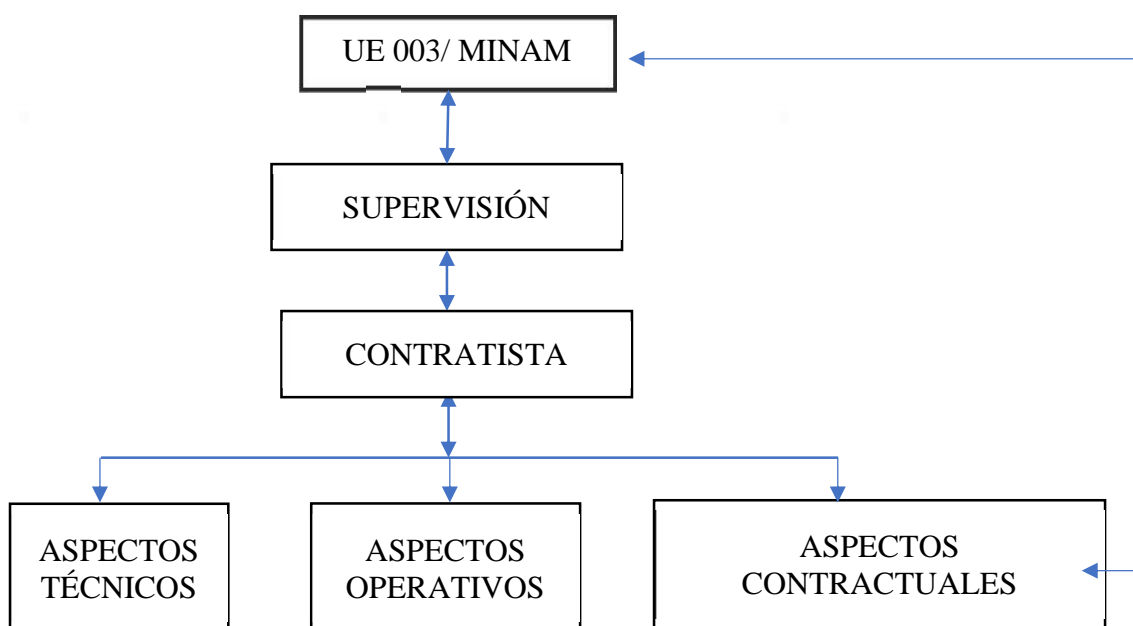 UE 003/ MINAM
SUPERVISIÓN
CONTRATISTA
ASPECTOS
TÉCNICOS
ASPECTOS
OPERATIVOS
ASPECTOS
CONTRACTUALES